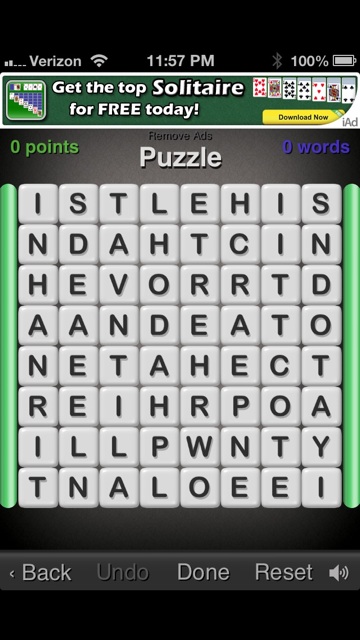 Verizon 11:57 PM 100%
Get the top Solitaire
for FREE today!
Download Now
iAd
Remove Ads
0 points Puzzle 0 words
I S T L E H I S
N D A H T C I N
H E V O R R T D
A A N D E A T O
N E T A H E C T
R E I H R P O A
I L L P W N T Y
T N A L O E E I
‹ Back Undo Done Reset